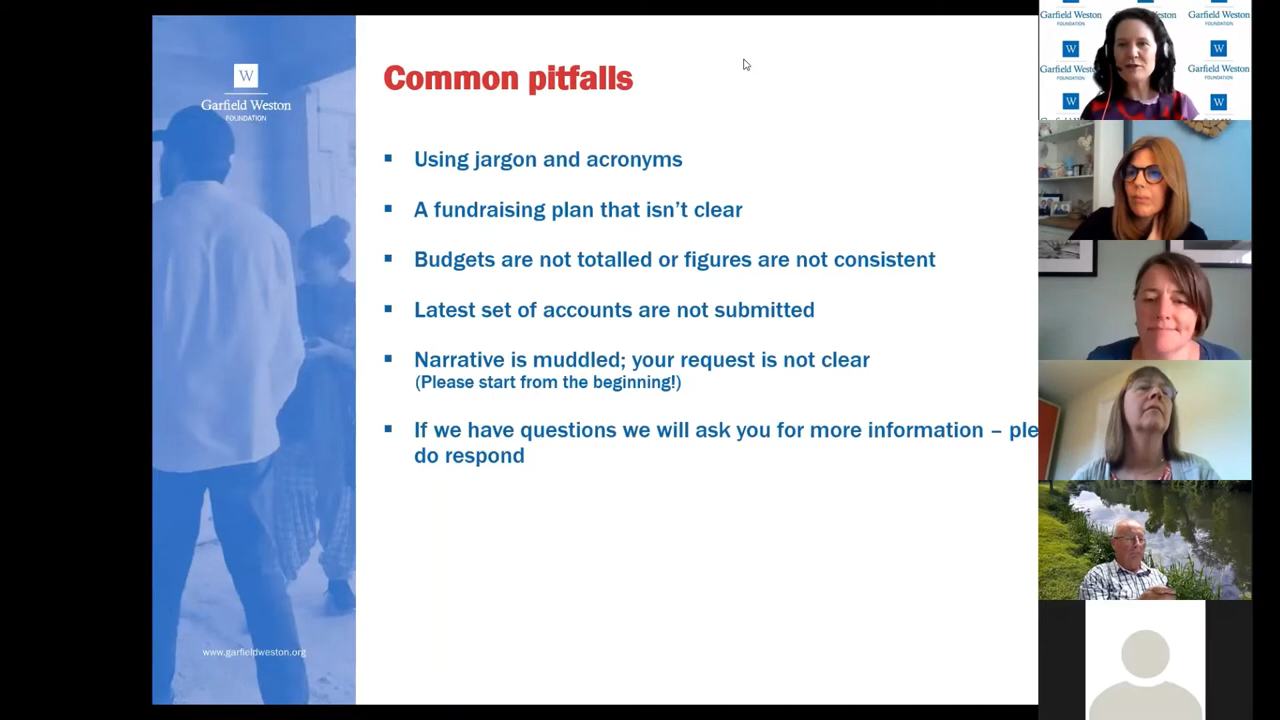 W
Garfield Weston
FOUNDATION
Common pitfalls
Using jargon and acronyms
A fundraising plan that isn't clear
Budgets are not totalled or figures are not consistent
Latest set of accounts are not submitted
Narrative is muddled; your request is not clear
(Please start from the beginning!)
If we have questions we will ask you for more information – ple
do respond
www.garfieldweston.org
Garfield Weston
FOUNDATION
Garfield Weston
FOUNDATION
W
W
Garfield Weston
Garfield Weston
W
W